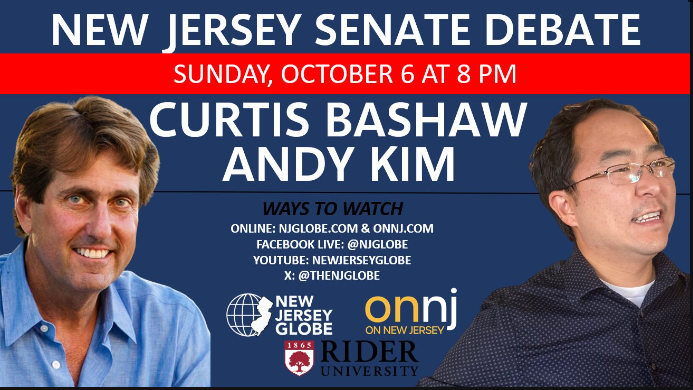 NEW JERSEY SENATE DEBATE
SUNDAY, OCTOBER 6 AT 8 PM
CURTIS BASHAW
ANDY KIM
WAYS TO WATCH
ONLINE: NJGLOBE.COM & ONNJ.COM
FACEBOOK LIVE: @NJGLOBE
YOUTUBE: NEWJERSEYGLOBE
X: @THENJGLOBE
NEW
JERSEY
GLOBE
onnj
ON NEW JERSEY
1865
RIDER
UNIVERSITY